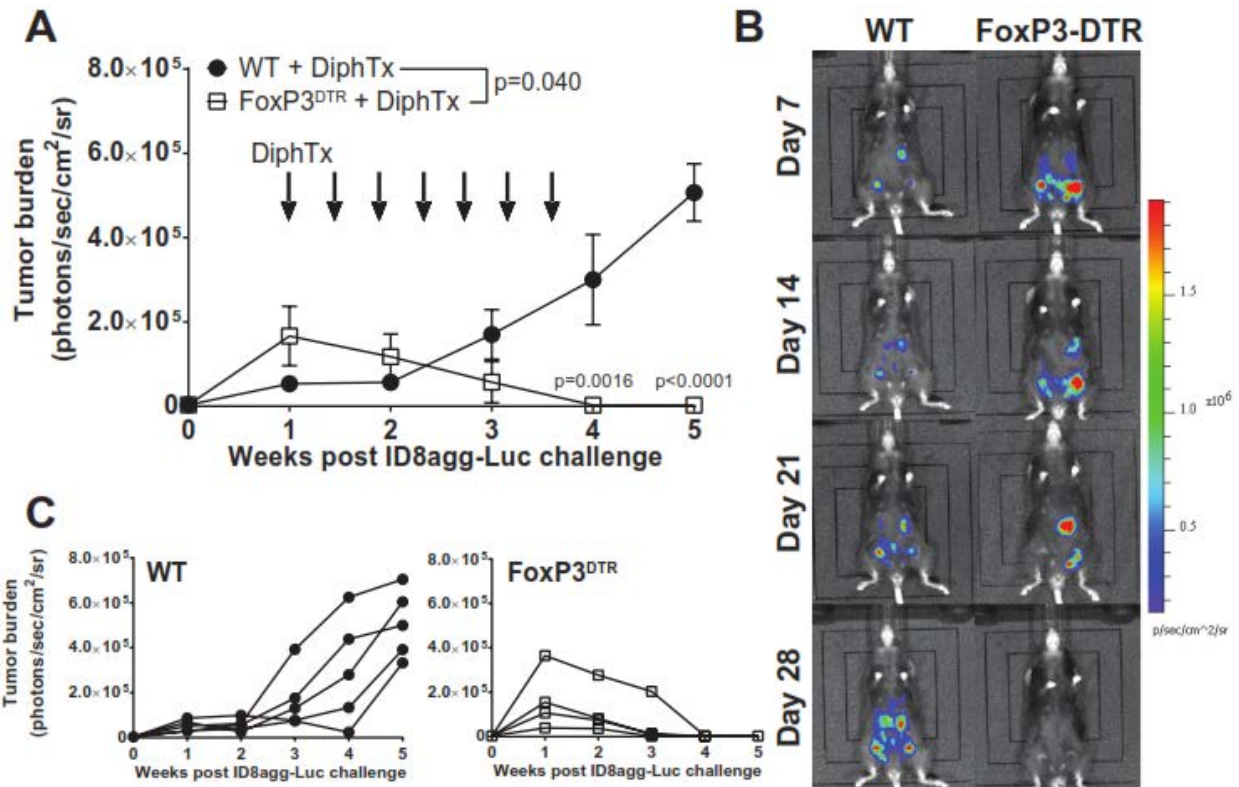 A
Tumor burden
(photons/sec/cm²/sr)
8.0×10⁵
6.0×10⁵
4.0×10⁵
2.0×10⁵
0
WT + DiphTx
FoxP3ᴰᵀᴿ + DiphTx
p=0.040
DiphTx
p=0.0016 p<0.0001
0 1 2 3 4 5
Weeks post ID8agg-Luc challenge
B
WT FoxP3-DTR
Day 7
Day 14
Day 21
Day 28
1.5
1.0
x10⁶
0.5
p/sec/cm^2/sr
C
Tumor burden
(photons/sec/cm²/sr)
WT
8.0×10⁵
6.0×10⁵
4.0×10⁵
2.0×10⁵
0
0 1 2 3 4 5
Weeks post ID8agg-Luc challenge
FoxP3ᴰᵀᴿ
8.0×10⁵
6.0×10⁵
4.0×10⁵
2.0×10⁵
0
0 1 2 3 4 5
Weeks post ID8agg-Luc challenge